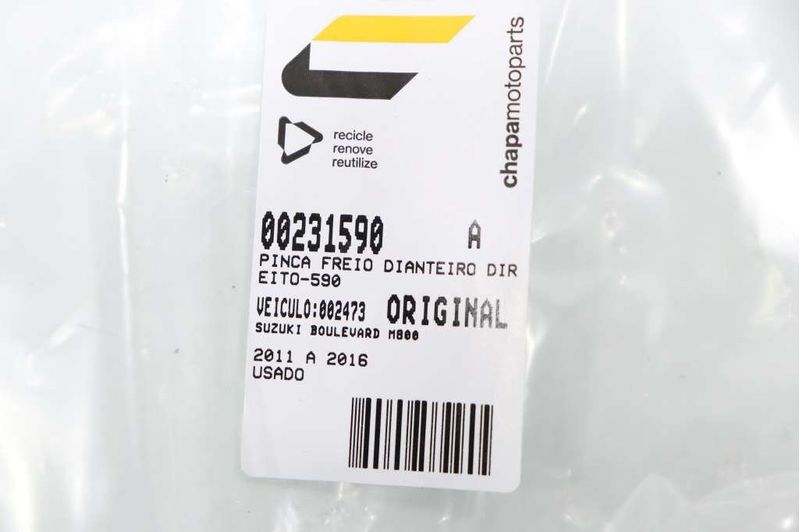 chapamotoparts
recicle
renove
reutilize
00231590 A
PINCA FREIO DIANTEIRO DIR
EITO-590
VEICULO:002473 ORIGINAL
SUZUKI BOULEVARD M800
2011 A 2016
USADO